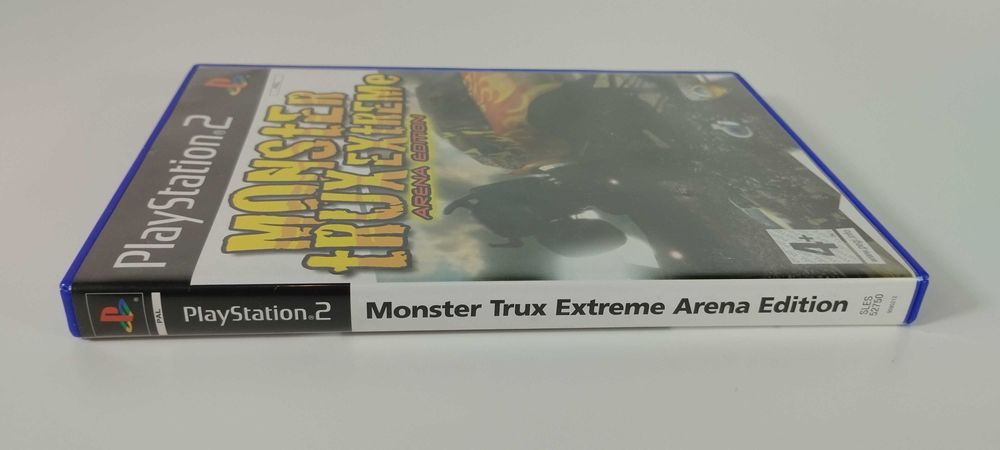 PlayStation®2
MONSTER
tRUX EXtREMe
ARENA EDITION
4+
PAL
PlayStation®2
Monster Trux Extreme Arena Edition
SLES
52750